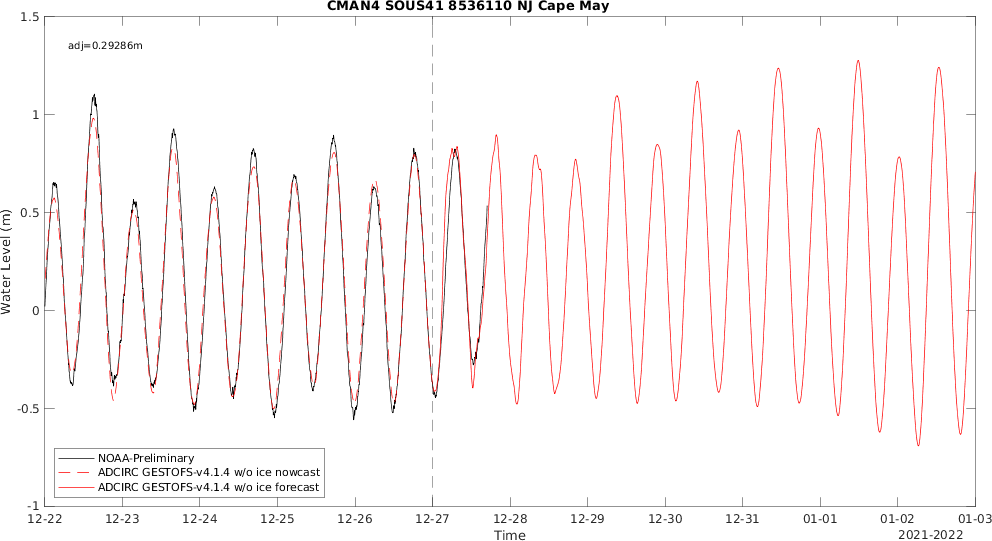 CMAN4 SOUS41 8536110 NJ Cape May
adj=0.29286m
1.5
1
0.5
0
-0.5
-1
Water Level (m)
NOAA-Preliminary
ADCIRC GESTOFS-v4.1.4 w/o ice nowcast
ADCIRC GESTOFS-v4.1.4 w/o ice forecast
12-22 12-23 12-24 12-25 12-26 12-27 12-28 12-29 12-30 12-31 01-01 01-02 01-03
Time
2021-2022